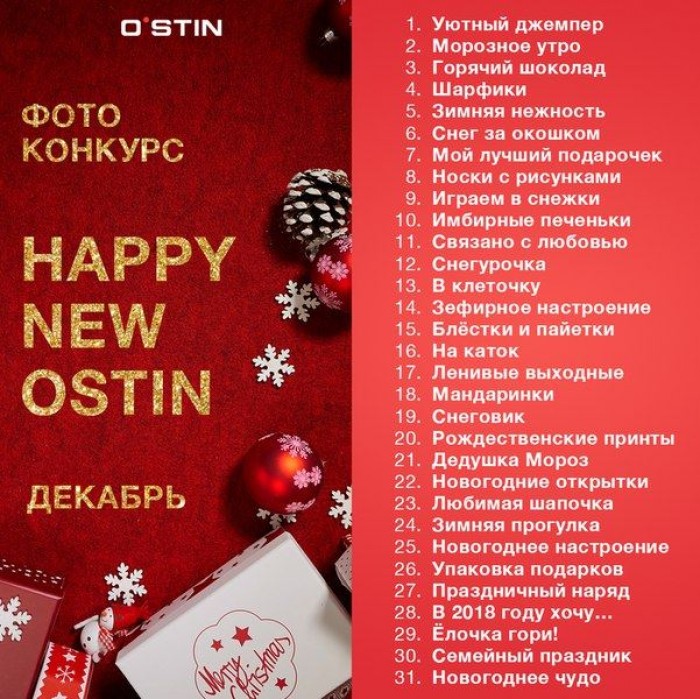 O'STIN
ФОТО
КОНКУРС
HAPPY
NEW
OSTIN
ДЕКАБРЬ
Merry
Christmas
1. Уютный джемпер
2. Морозное утро
3. Горячий шоколад
4. Шарфики
5. Зимняя нежность
6. Снег за окошком
7. Мой лучший подарочек
8. Носки с рисунками
9. Играем в снежки
10. Имбирные печеньки
11. Связано с любовью
12. Снегурочка
13. В клеточку
14. Зефирное настроение
15. Блёстки и пайетки
16. На каток
17. Ленивые выходные
18. Мандаринки
19. Снеговик
20. Рождественские принты
21. Дедушка Мороз
22. Новогодние открытки
23. Любимая шапочка
24. Зимняя прогулка
25. Новогоднее настроение
26. Упаковка подарков
27. Праздничный наряд
28. В 2018 году хочу...
29. Ёлочка гори!
30. Семейный праздник
31. Новогоднее чудо